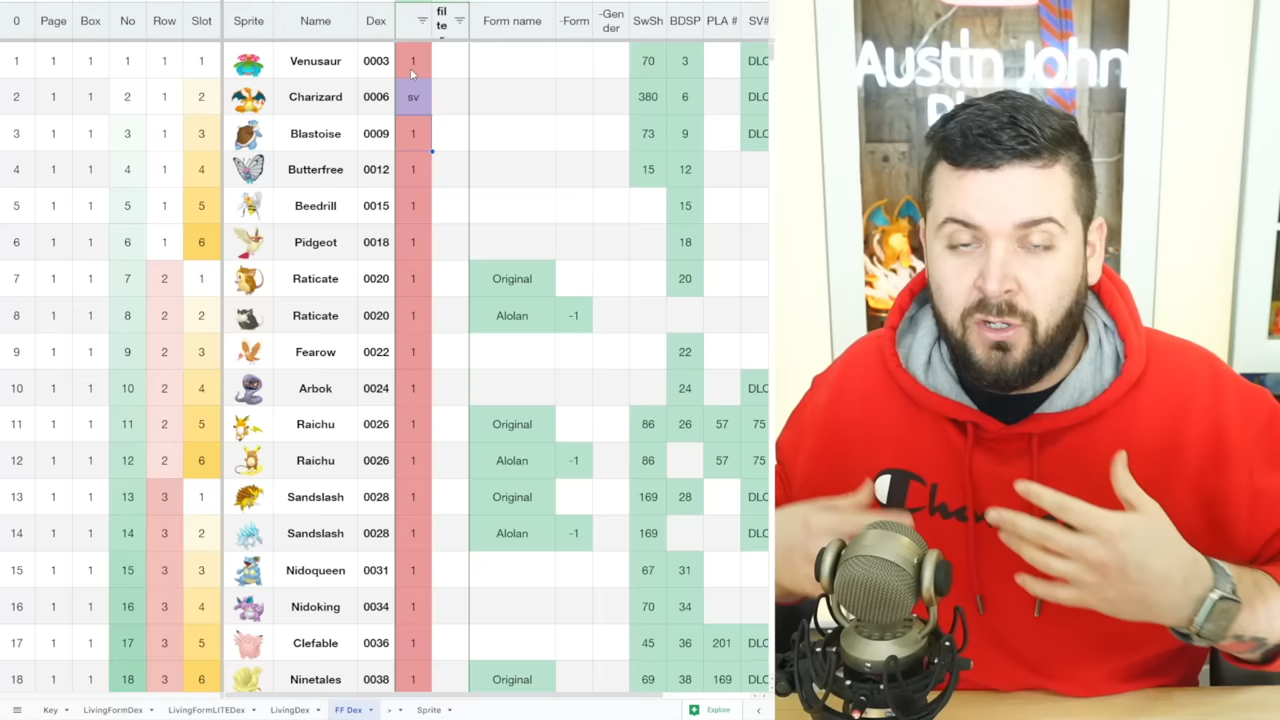 0 Page Box No Row Slot Sprite Name Dex filter Form name -Form -Gender SwSh BDSP PLA # SV#
1 1 1 1 1 1 Venusaur 0003 1 70 3 DLC
2 1 1 2 1 2 Charizard 0006 sv 380 6 DLC
3 1 1 3 1 3 Blastoise 0009 1 73 9 DLC
4 1 1 4 1 4 Butterfree 0012 1 15 12
5 1 1 5 1 5 Beedrill 0015 1 15
6 1 1 6 1 6 Pidgeot 0018 1 18
7 1 1 7 2 1 Raticate 0020 1 Original 20
8 1 1 8 2 2 Raticate 0020 1 Alolan -1
9 1 1 9 2 3 Fearow 0022 1 22
10 1 1 10 2 4 Arbok 0024 1 24 DLC
11 1 1 11 2 5 Raichu 0026 1 Original 86 26 57 75
12 1 1 12 2 6 Raichu 0026 1 Alolan -1 86 57 75
13 1 1 13 3 1 Sandslash 0028 1 Original 169 28 DLC
14 1 1 14 3 2 Sandslash 0028 1 Alolan -1 169 DLC
15 1 1 15 3 3 Nidoqueen 0031 1 67 31
16 1 1 16 3 4 Nidoking 0034 1 70 34
17 1 1 17 3 5 Clefable 0036 1 45 36 201 DLC
18 1 1 18 3 6 Ninetales 0038 1 Original 69 38 169 DLC
Key LivingFormDex LivingFormLITEDex LivingDex FF Dex Sprite Explore
Austin John